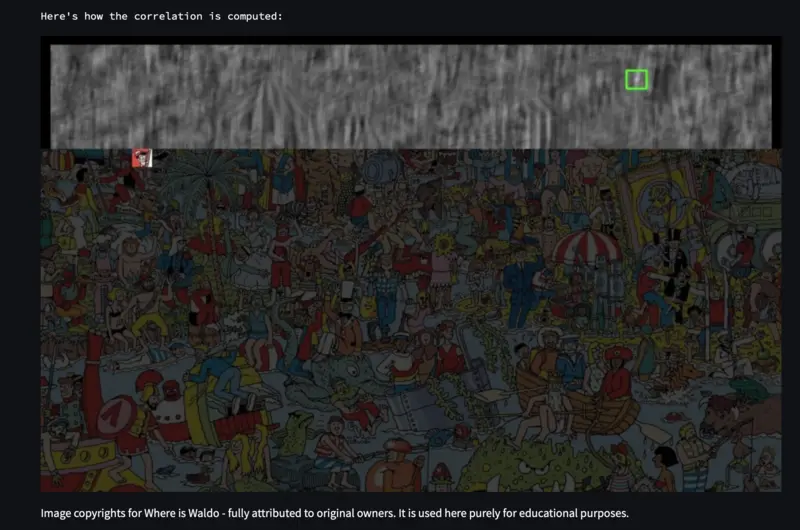 Here's how the correlation is computed:
Image copyrights for Where is Waldo - fully attributed to original owners. It is used here purely for educational purposes.